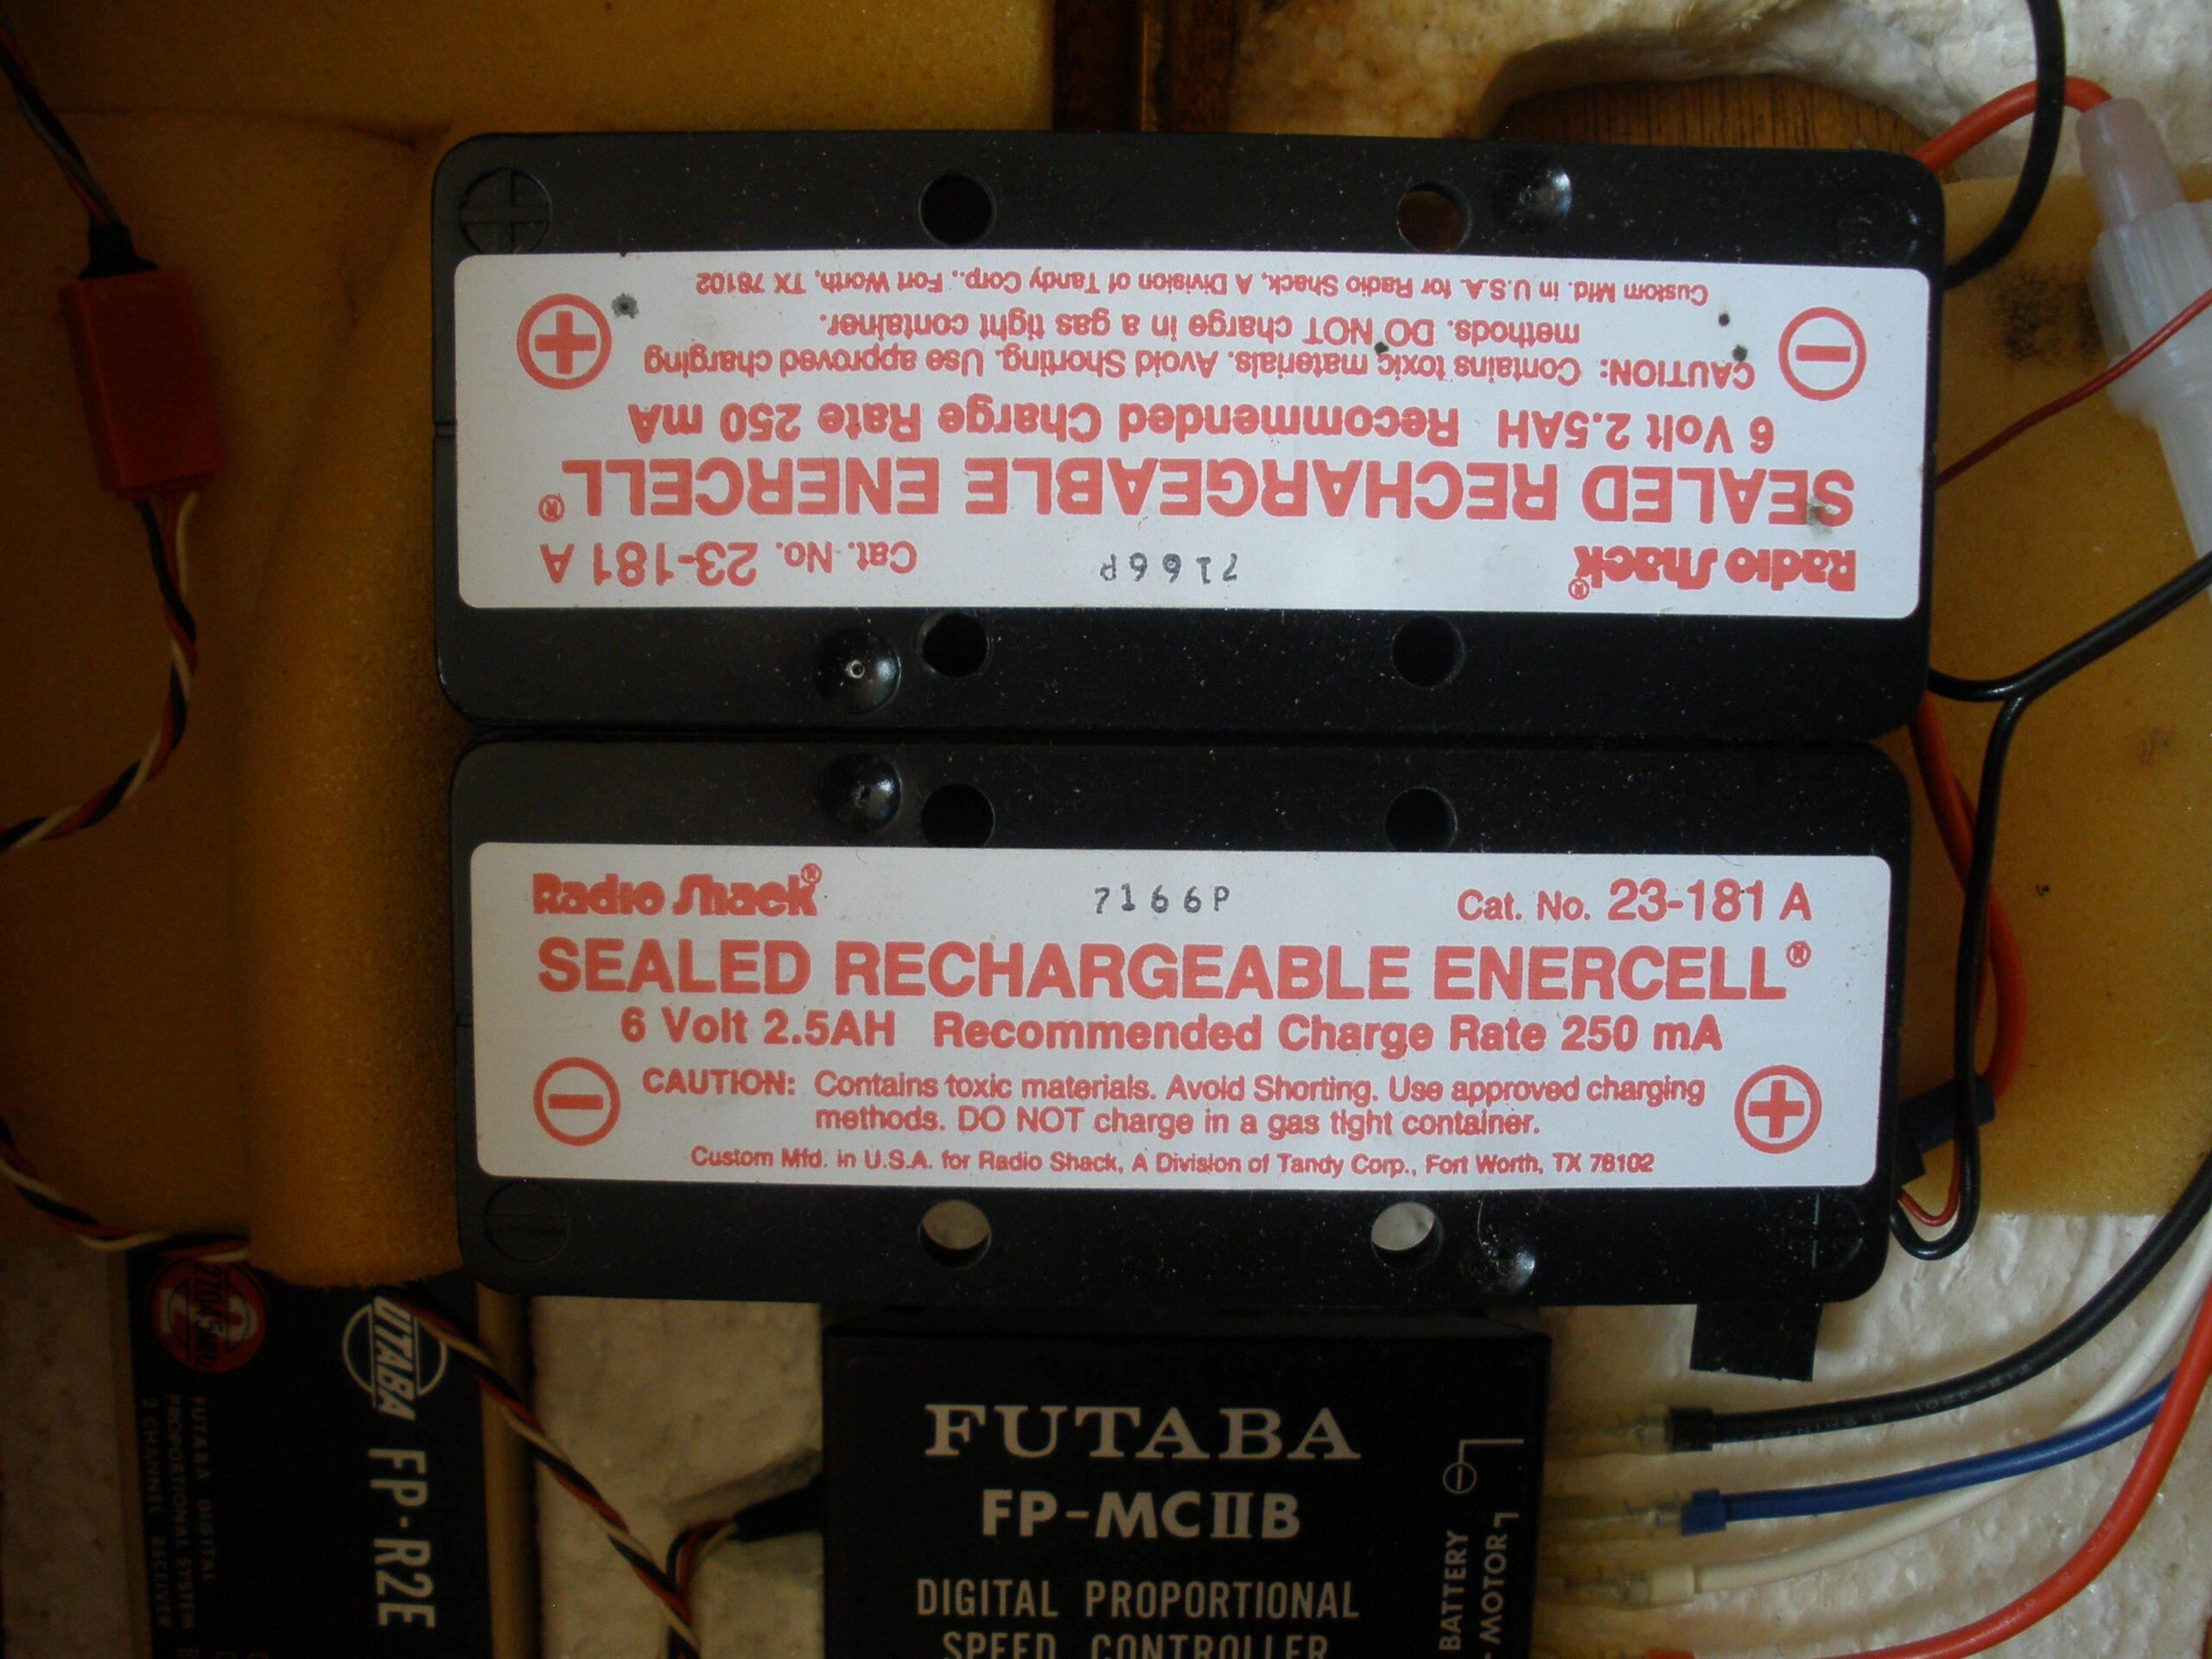 Radio Shack®
7166P
Cat. No. 23-181 A
SEALED RECHARGEABLE ENERCELL®
6 Volt 2.5AH Recommended Charge Rate 250 mA
CAUTION: Contains toxic materials. Avoid Shorting. Use approved charging
methods. DO NOT charge in a gas tight container.
Custom Mfd. in U.S.A. for Radio Shack, A Division of Tandy Corp., Fort Worth, TX 78102
Radio Shack®
7166P
Cat. No. 23-181 A
SEALED RECHARGEABLE ENERCELL®
6 Volt 2.5AH Recommended Charge Rate 250 mA
CAUTION: Contains toxic materials. Avoid Shorting. Use approved charging
methods. DO NOT charge in a gas tight container.
Custom Mfd. in U.S.A. for Radio Shack, A Division of Tandy Corp., Fort Worth, TX 78102
FUTABA FP-R2E
FUTABA DIGITAL
PROPORTIONAL SYSTEM
2 CHANNEL RECEIVER
FUTABA
FP-MCIIB
DIGITAL PROPORTIONAL
SPEED CONTROLLER
BATTERY
MOTOR